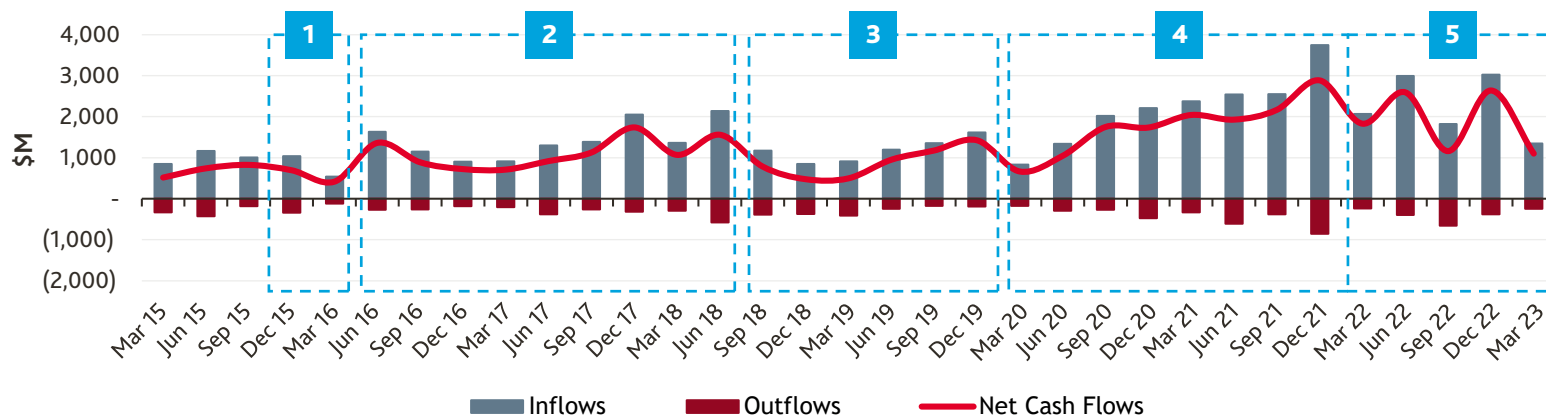 1
2
3
4
5
4,000
3,000
2,000
1,000
-
(1,000)
(2,000)
$M
Mar 15
Jun 15
Sep 15
Dec 15
Mar 16
Jun 16
Sep 16
Dec 16
Mar 17
Jun 17
Sep 17
Dec 17
Mar 18
Jun 18
Sep 18
Dec 18
Mar 19
Jun 19
Sep 19
Dec 19
Mar 20
Jun 20
Sep 20
Dec 20
Mar 21
Jun 21
Sep 21
Dec 21
Mar 22
Jun 22
Sep 22
Dec 22
Mar 23
Inflows
Outflows
Net Cash Flows